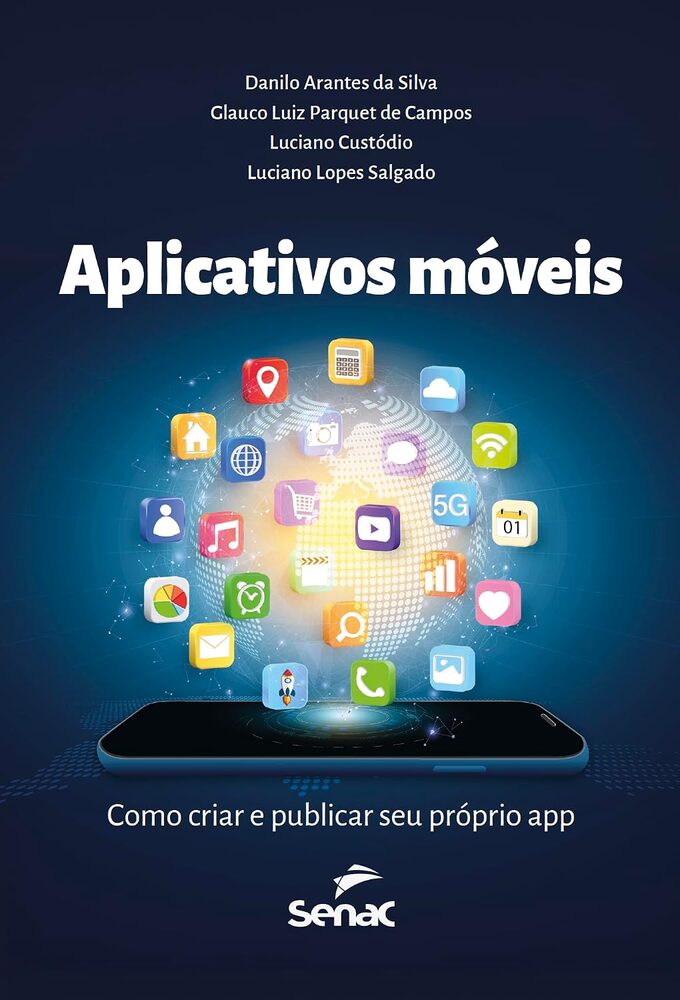 Danilo Arantes da Silva
Glauco Luiz Parquet de Campos
Luciano Custódio
Luciano Lopes Salgado
Aplicativos móveis
5G
01
Como criar e publicar seu próprio app
senac